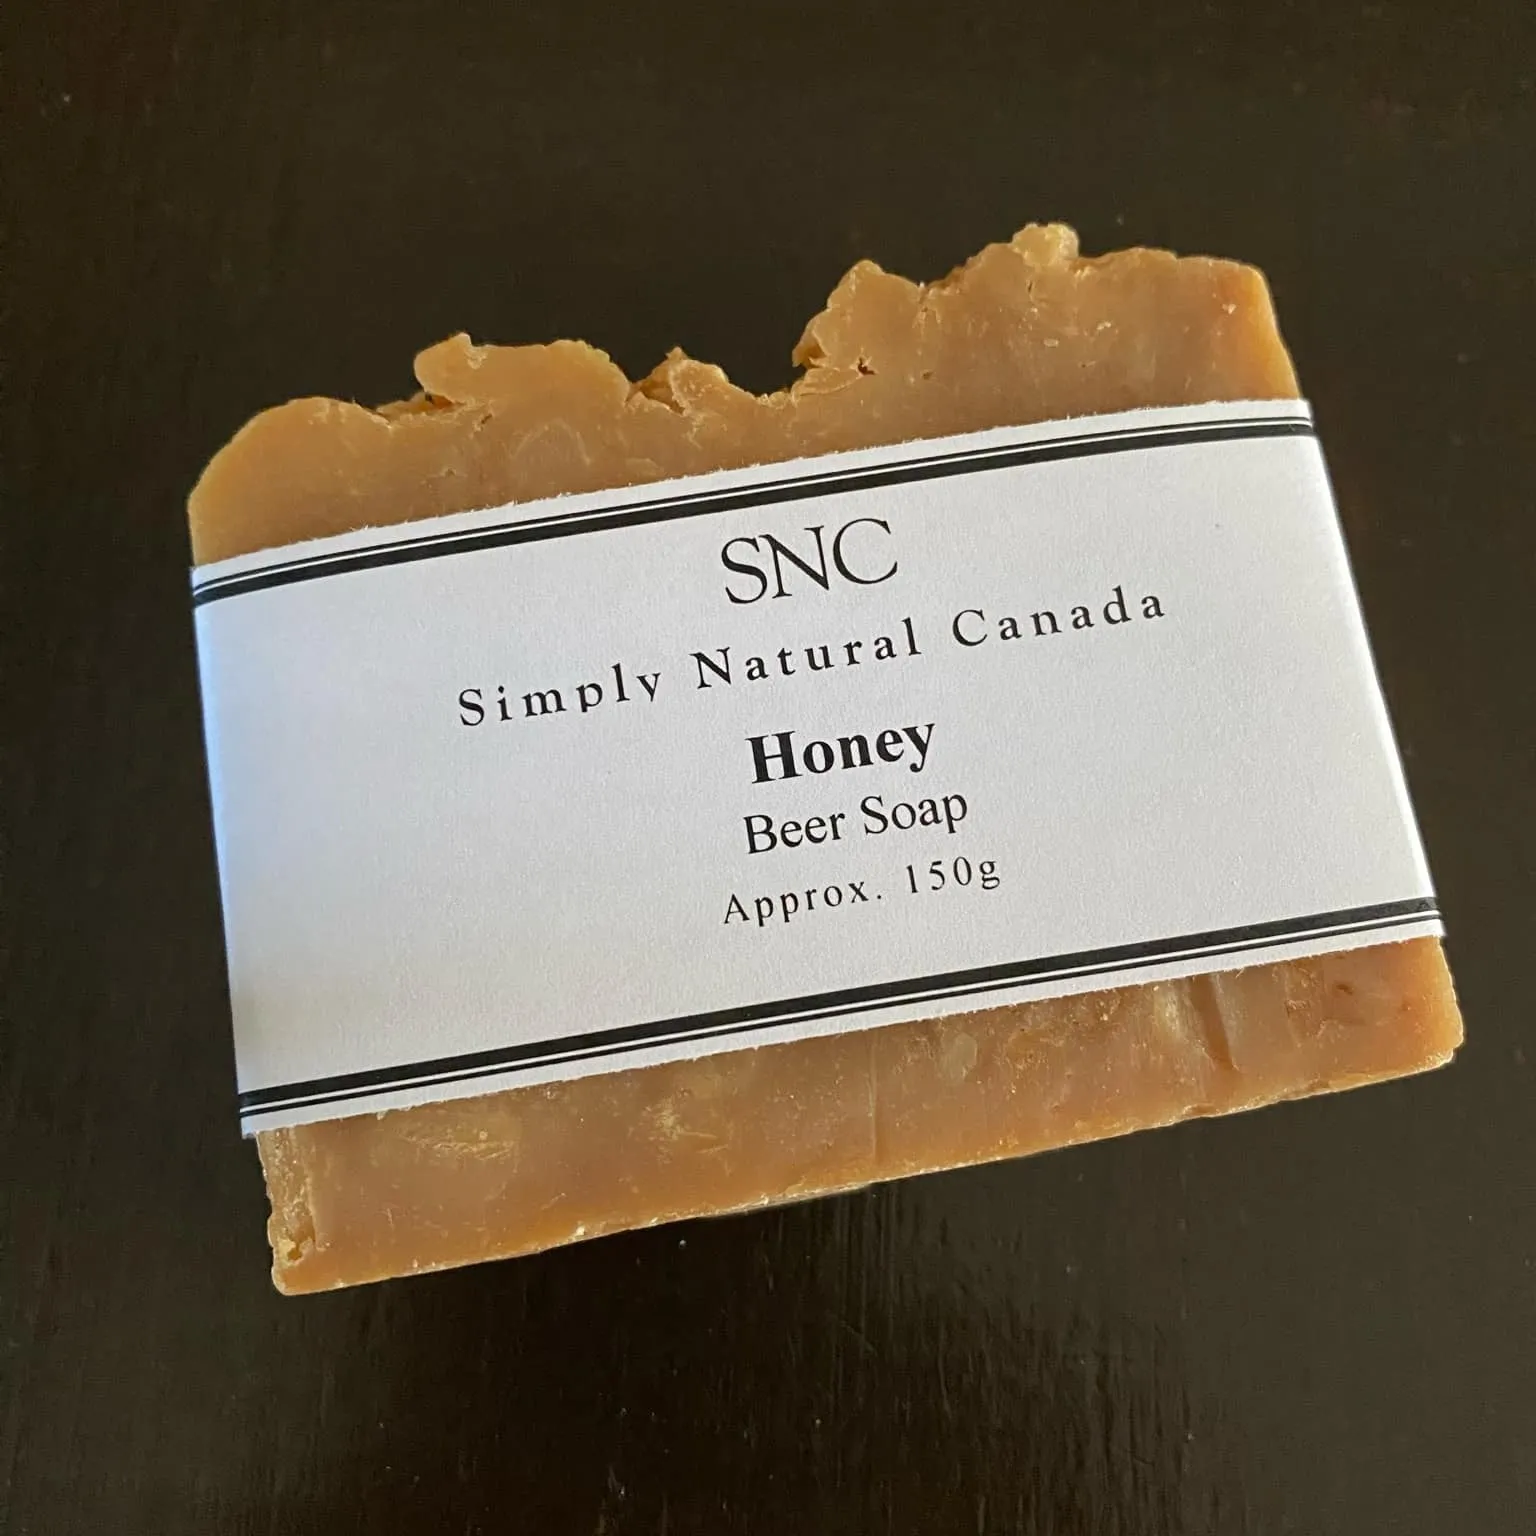 SNC
Simply Natural Canada
Honey
Beer Soap
Approx. 150g